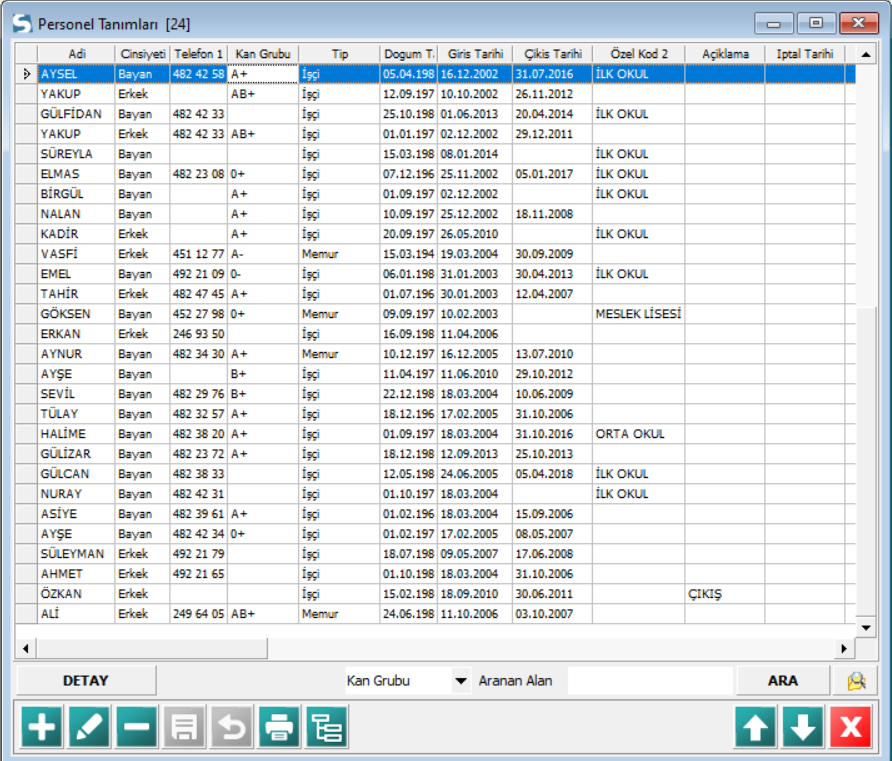 Personel Tanımları [24]
Adi Cinsiyeti Telefon 1 Kan Grubu Tip Dogum T. Giris Tarihi Çikis Tarihi Özel Kod 2 Açiklama Iptal Tarihi
AYSEL Bayan 482 42 58 A+ İşçi 05.04.198 16.12.2002 31.07.2016 İLK OKUL
YAKUP Erkek AB+ İşçi 12.09.197 10.10.2002 26.11.2012
GÜLFİDAN Bayan 482 42 33 İşçi 25.10.198 01.06.2013 20.04.2014 İLK OKUL
YAKUP Erkek 482 42 33 AB+ İşçi 01.01.197 02.12.2002 29.12.2011
SÜREYLA Bayan İşçi 15.03.198 08.01.2014 İLK OKUL
ELMAS Bayan 482 23 08 0+ İşçi 07.12.196 25.11.2002 05.01.2017 İLK OKUL
BİRGÜL Bayan A+ İşçi 01.09.197 02.12.2002 İLK OKUL
NALAN Bayan A+ İşçi 10.09.197 25.12.2002 18.11.2008
KADİR Erkek A+ İşçi 20.09.197 26.05.2010 İLK OKUL
VASFİ Erkek 451 12 77 A- Memur 15.03.194 19.03.2004 30.09.2009
EMEL Bayan 492 21 09 0- İşçi 06.01.198 31.01.2003 30.04.2013 İLK OKUL
TAHİR Erkek 482 47 45 A+ İşçi 01.07.196 30.01.2003 12.04.2007
GÖKSEN Bayan 452 27 98 0+ Memur 09.09.197 10.02.2003 MESLEK LİSESİ
ERKAN Erkek 246 93 50 İşçi 16.09.198 11.04.2006
AYNUR Bayan 482 34 30 A+ Memur 10.12.197 16.12.2005 13.07.2010
AYŞE Bayan B+ İşçi 11.04.197 11.06.2010 29.10.2012
SEVİL Bayan 482 29 76 B+ İşçi 22.12.198 18.03.2004 10.06.2009
TÜLAY Bayan 482 32 57 A+ İşçi 18.12.196 17.02.2005 31.10.2006
HALİME Bayan 482 38 20 A+ İşçi 01.09.197 18.03.2004 31.10.2016 ORTA OKUL
GÜLİZAR Bayan 482 23 72 A+ İşçi 18.12.198 12.09.2013 25.10.2013
GÜLCAN Bayan 482 38 33 İşçi 12.05.198 24.06.2005 05.04.2018 İLK OKUL
NURAY Bayan 482 42 31 İşçi 01.10.197 18.03.2004 İLK OKUL
ASİYE Bayan 482 39 61 A+ İşçi 01.02.196 18.03.2004 15.09.2006
AYŞE Bayan 482 42 34 0+ İşçi 01.02.197 17.02.2005 08.05.2007
SÜLEYMAN Erkek 492 21 79 İşçi 18.07.198 09.05.2007 17.06.2008
AHMET Erkek 492 21 65 İşçi 01.10.198 18.03.2004 31.10.2006
ÖZKAN Erkek İşçi 15.02.198 18.09.2010 30.06.2011 ÇIKIŞ
ALİ Erkek 249 64 05 AB+ Memur 24.06.198 11.10.2006 03.10.2007
DETAY Kan Grubu Aranan Alan ARA